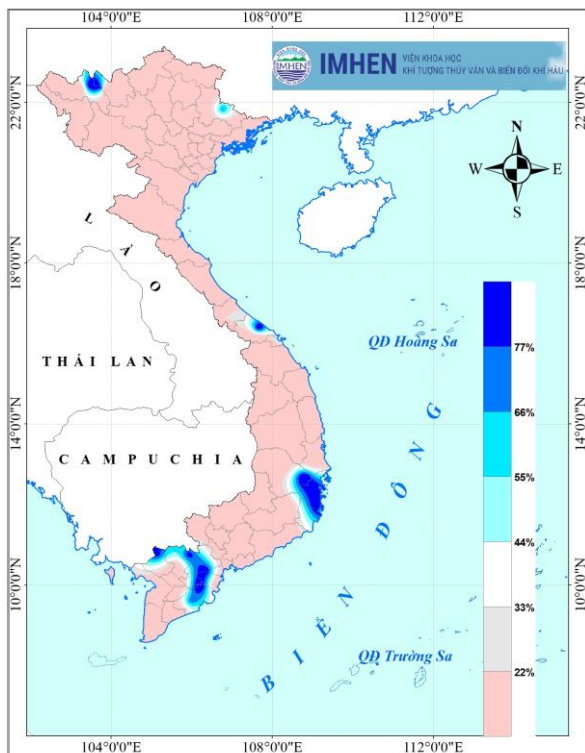 104°0'0"E
108°0'0"E
112°0'0"E
IMHEN
IMHEN
VIỆN KHOA HỌC
KHÍ TƯỢNG THỦY VĂN VÀ BIẾN ĐỔI KHÍ HẬU
22°0'0"N
22°0'0"N
N
W
E
S
LÀO
18°0'0"N
18°0'0"N
77%
QĐ Hoàng Sa
THÁI LAN
66%
55%
14°0'0"N
14°0'0"N
CAMPUCHIA
44%
33%
10°0'0"N
10°0'0"N
22%
BIỂN ĐÔNG
QĐ Trường Sa
104°0'0"E
108°0'0"E
112°0'0"E